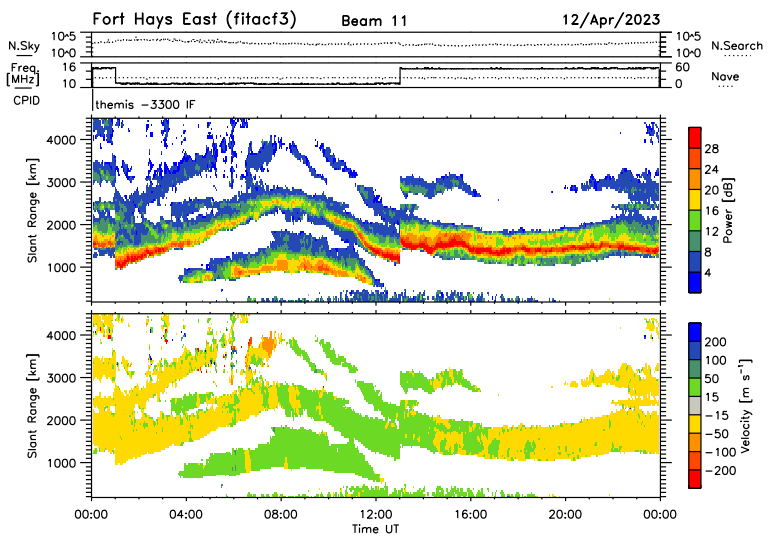 Fort Hays East (fitacf3) Beam 11 12/Apr/2023
N.Sky 10^5 10^0 10^5 10^0 N.Search
Freq. [MHz] 16 10 60 0 Nave
CPID themis -3300 IF
Slant Range [km] 4000 3000 2000 1000
Power [dB] 28 24 20 16 12 8 4
Slant Range [km] 4000 3000 2000 1000
Velocity [m s⁻¹] 200 100 50 15 -15 -50 -100 -200
00:00 04:00 08:00 12:00 16:00 20:00 00:00
Time UT